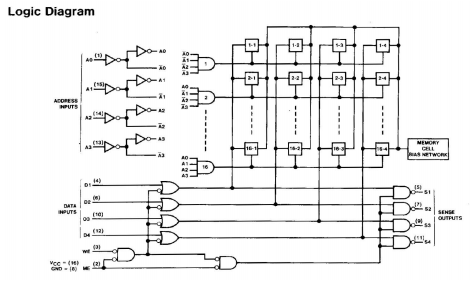 Logic Diagram
A0 (1) A0
A0
A1 (15) A1
A1
A2 (14) A2
A2
A3 (13) A3
A3
ADDRESS
INPUTS
A0
A1
A2
A3
1
A0
A1
A2
A3
A0
A1
A2
A3
16
1-1 1-2 1-3 1-4
2-1 2-2 2-3 2-4
16-1 16-2 16-3 16-4
MEMORY
CELL
BIAS NETWORK
DATA
INPUTS
D1 (4)
D2 (6)
D3 (10)
D4 (12)
WE (3)
ME (2)
VCC = (16)
GND = (8)
(5) S1
(7) S2
(9) S3
(11) S4
SENSE
OUTPUTS